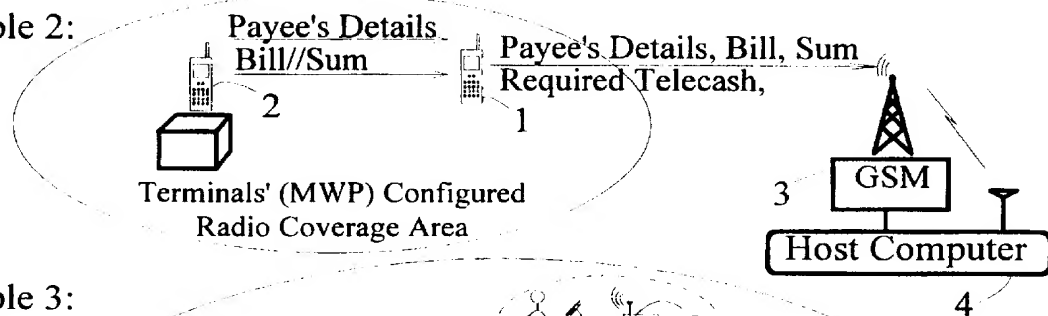 ple 2:
Payee's Details
Bill//Sum
Payee's Details, Bill, Sum
Required Telecash,
2
1
3
GSM
Terminals' (MWP) Configured
Radio Coverage Area
Host Computer
4
ple 3: